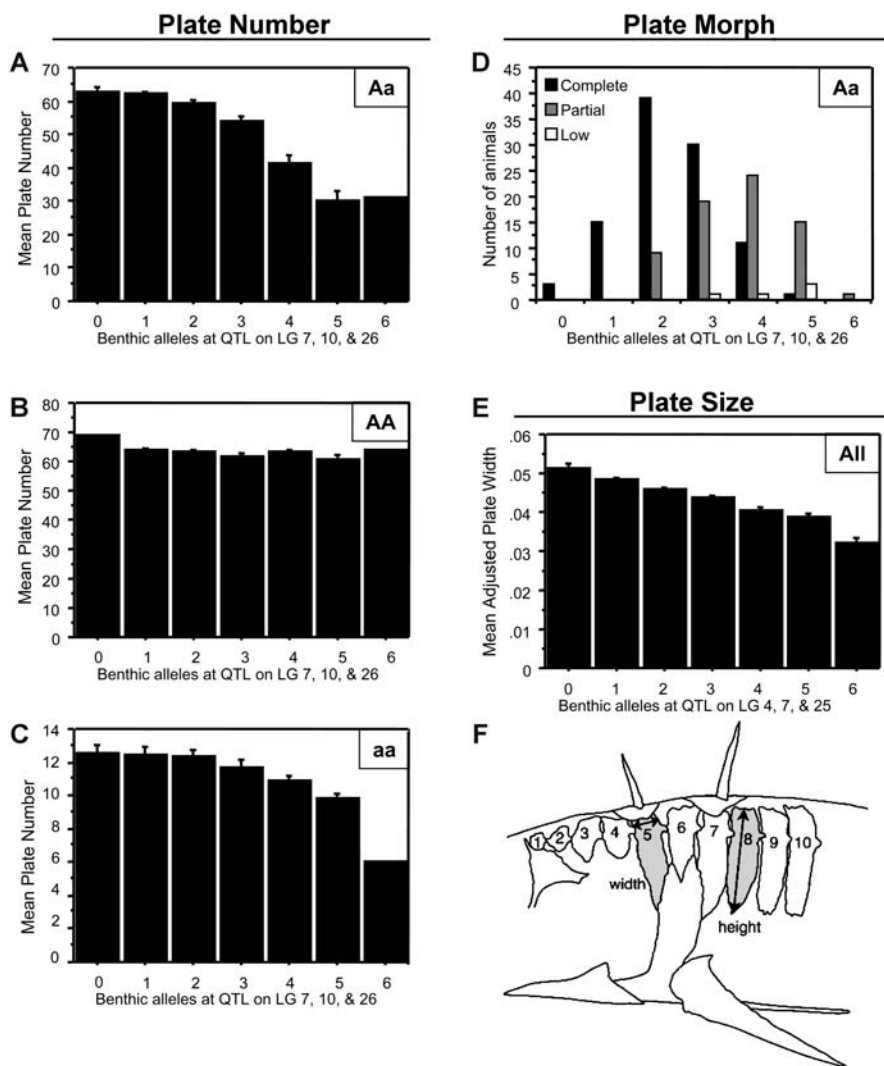 Plate Number
A
Aa
Mean Plate Number
70
60
50
40
30
20
10
0
0 1 2 3 4 5 6
Benthic alleles at QTL on LG 7, 10, & 26
B
AA
Mean Plate Number
80
70
60
50
40
30
20
10
0
0 1 2 3 4 5 6
Benthic alleles at QTL on LG 7, 10, & 26
C
aa
Mean Plate Number
14
12
10
8
6
4
2
0
0 1 2 3 4 5 6
Benthic alleles at QTL on LG 7, 10, & 26
Plate Morph
D
Aa
Complete
Partial
Low
Number of animals
45
40
35
30
25
20
15
10
5
0
0 1 2 3 4 5 6
Benthic alleles at QTL on LG 7, 10, & 26
Plate Size
E
All
Mean Adjusted Plate Width
.06
.05
.04
.03
.02
.01
0
0 1 2 3 4 5 6
Benthic alleles at QTL on LG 4, 7, & 25
F
1 2 3 4 5 6 7 8 9 10
width
height